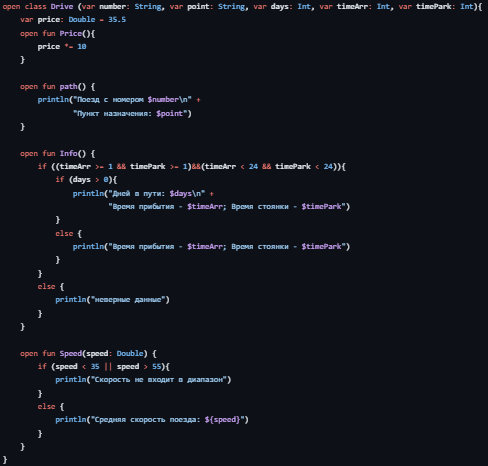 open class Drive (var number: String, var point: String, var days: Int, var timeArr: Int, var timePark: Int){
    var price: Double = 35.5
    open fun Price(){
        price *= 10
    }

    open fun path() {
        println("Поезд с номером $number\n" +
                "Пункт назначения: $point")
    }

    open fun Info() {
        if ((timeArr >= 1 && timePark >= 1)&&(timeArr < 24 && timePark < 24)){
            if (days > 0){
                println("Дней в пути: $days\n" +
                        "Время прибытия - $timeArr; Время стоянки - $timePark")
            }
            else {
                println("Время прибытия - $timeArr; Время стоянки - $timePark")
            }
        }
        else {
            println("неверные данные")
        }
    }

    open fun Speed(speed: Double) {
        if (speed < 35 || speed > 55){
            println("Скорость не входит в диапазон")
        }
        else {
            println("Средняя скорость поезда: ${speed}")
        }
    }
}